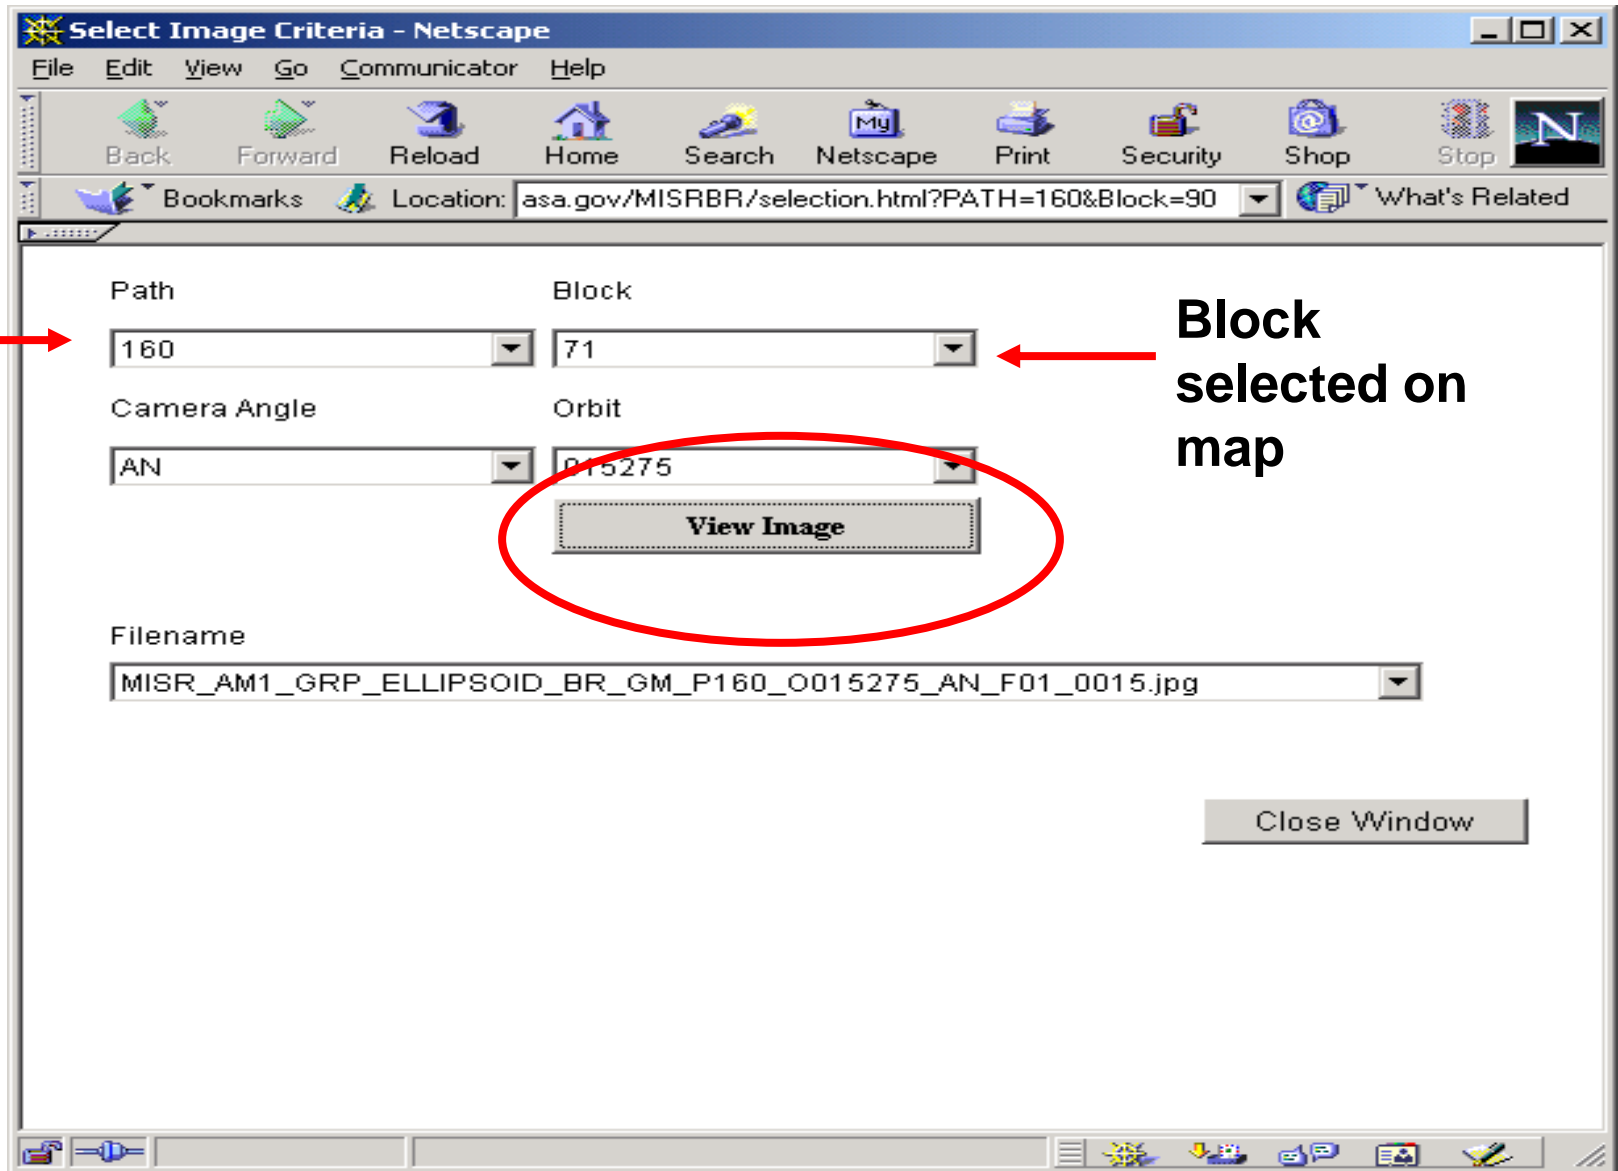 Select Image Criteria - Netscape
File Edit View Go Communicator Help
Back Forward Reload Home Search Netscape Print Security Shop Stop
My
N
Bookmarks Location: asa.gov/MISRBR/selection.html?PATH=160&Block=90 What's Related
Path Block
160 71
Camera Angle Orbit
AN 015275
View Image
Filename
MISR_AM1_GRP_ELLIPSOID_BR_GM_P160_O015275_AN_F01_0015.jpg
Close Window
Block
selected on
map